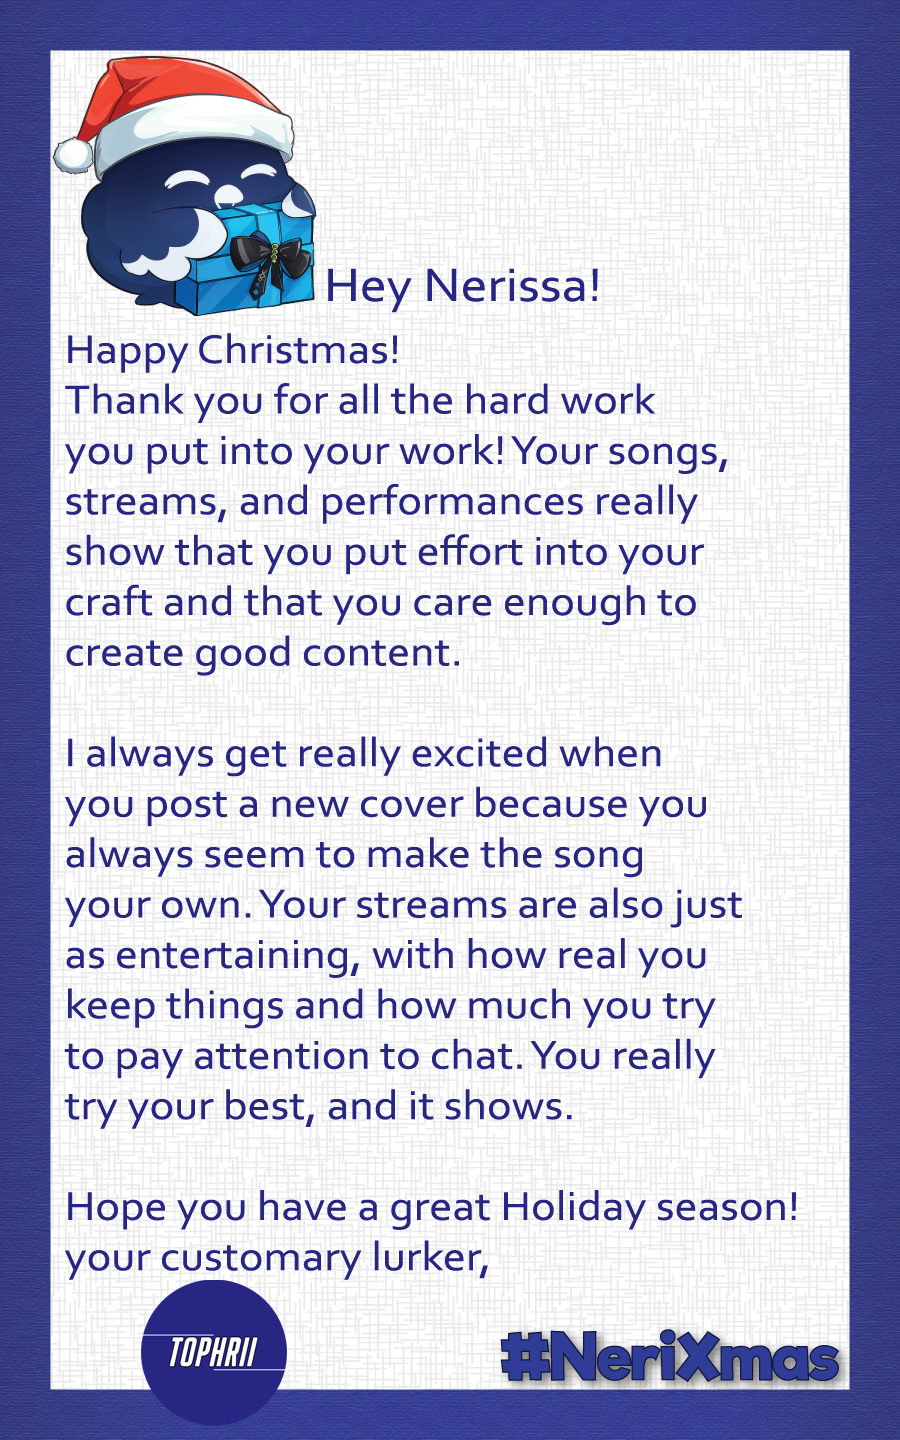 Hey Nerissa!
Happy Christmas!
Thank you for all the hard work
you put into your work! Your songs,
streams, and performances really
show that you put effort into your
craft and that you care enough to
create good content.
I always get really excited when
you post a new cover because you
always seem to make the song
your own. Your streams are also just
as entertaining, with how real you
keep things and how much you try
to pay attention to chat. You really
try your best, and it shows.
Hope you have a great Holiday season!
your customary lurker,
TOPHRII
#NeriXmas